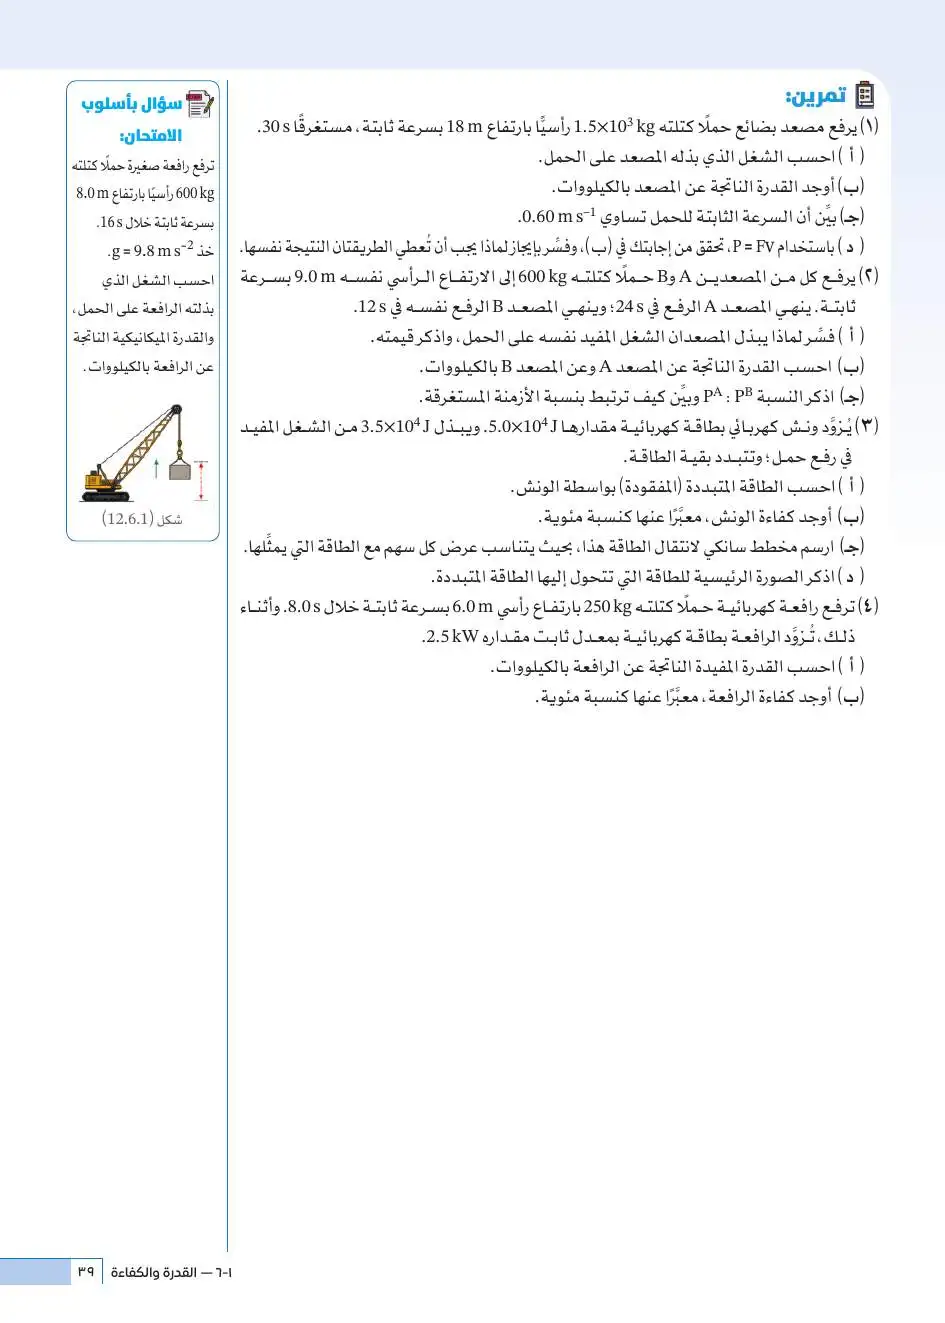 تمرين:
(١) يرفع مصعد بضائع حملًا كتلته 1.5×10³ kg رأسيًّا بارتفاع 18 m بسرعة ثابتة، مستغرقًا 30 s.
( أ ) احسب الشغل الذي بذله المصعد على الحمل.
(ب) أوجد القدرة الناتجة عن المصعد بالكيلووات.
(جـ) بيِّن أن السرعة الثابتة للحمل تساوي 0.60 m s⁻¹.
( د ) باستخدام P = Fv، تحقق من إجابتك في (ب)، وفسِّر بإيجاز لماذا يجب أن تُعطي الطريقتان النتيجة نفسها.
(٢) يرفع كل من المصعدين A وB حملًا كتلته 600 kg إلى الارتفاع الرأسي نفسه 9.0 m بسرعة
ثابتة. ينهي المصعد A الرفع في 24 s؛ وينهي المصعد B الرفع نفسه في 12 s.
( أ ) فسِّر لماذا يبذل المصعدان الشغل المفيد نفسه على الحمل، واذكر قيمته.
(ب) احسب القدرة الناتجة عن المصعد A وعن المصعد B بالكيلووات.
(جـ) اذكر النسبة Pᴬ : Pᴮ وبيِّن كيف ترتبط بنسبة الأزمنة المستغرقة.
(٣) يُزوَّد ونش كهربائي بطاقة كهربائية مقدارها 5.0×10⁴ J. ويبذل 3.5×10⁴ J من الشغل المفيد
في رفع حمل؛ وتتبدد بقية الطاقة.
( أ ) احسب الطاقة المتبددة (المفقودة) بواسطة الونش.
(ب) أوجد كفاءة الونش، معبَّرًا عنها كنسبة مئوية.
(جـ) ارسم مخطط سانكي لانتقال الطاقة هذا، بحيث يتناسب عرض كل سهم مع الطاقة التي يمثِّلها.
( د ) اذكر الصورة الرئيسية للطاقة التي تتحول إليها الطاقة المتبددة.
(٤) ترفع رافعة كهربائية حملًا كتلته 250 kg بارتفاع رأسي 6.0 m بسرعة ثابتة خلال 8.0 s. وأثناء
ذلك، تُزوَّد الرافعة بطاقة كهربائية بمعدل ثابت مقداره 2.5 kW.
( أ ) احسب القدرة المفيدة الناتجة عن الرافعة بالكيلووات.
(ب) أوجد كفاءة الرافعة، معبَّرًا عنها كنسبة مئوية.
سؤال بأسلوب
الامتحان:
ترفع رافعة صغيرة حملًا كتلته
600 kg رأسيًا بارتفاع 8.0 m
بسرعة ثابتة خلال 16 s.
خذ g = 9.8 m s⁻².
احسب الشغل الذي
بذلته الرافعة على الحمل،
والقدرة الميكانيكية الناتجة
عن الرافعة بالكيلووات.
شكل (12.6.1)
٦-١ — القدرة والكفاءة
٣٩